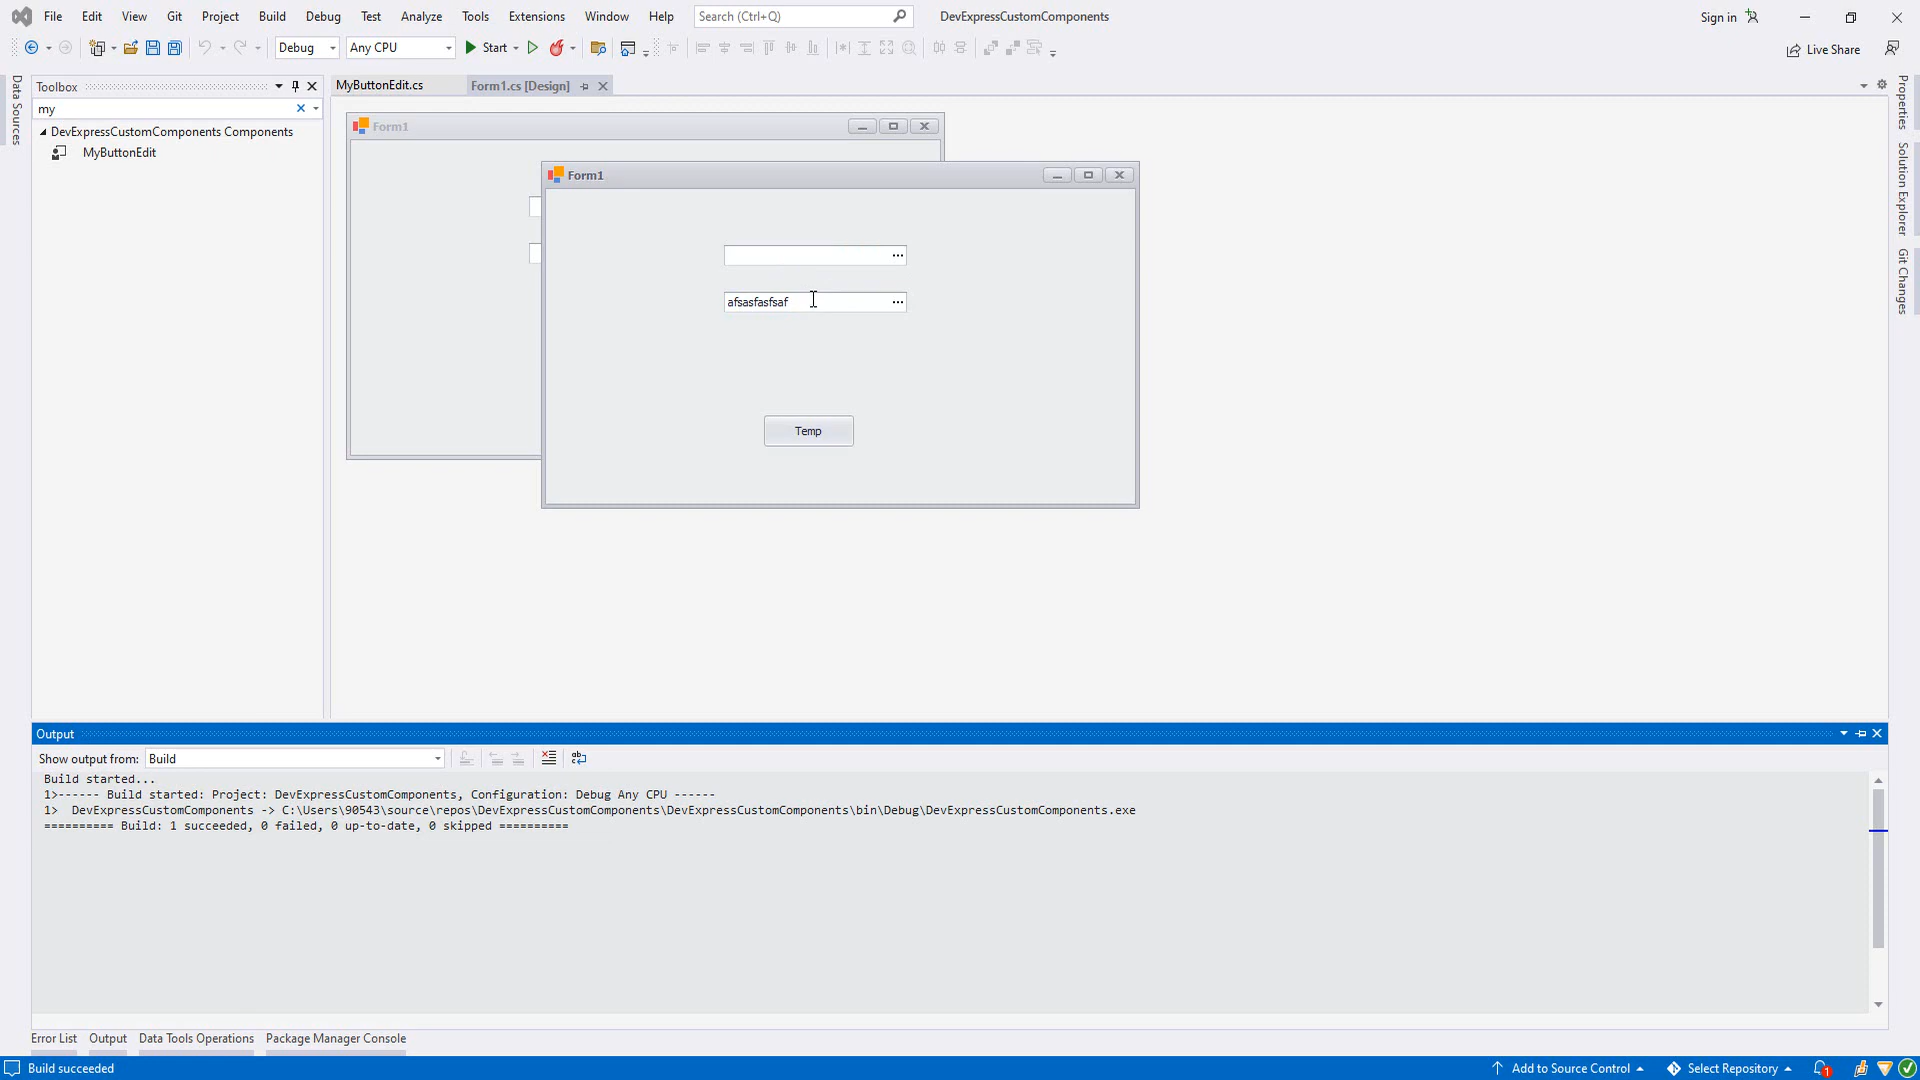 File Edit View Git Project Build Debug Test Analyze Tools Extensions Window Help Search (Ctrl+Q) DevExpressCustomComponents Sign in
Debug Any CPU Start Live Share
Data Sources
Toolbox
my
DevExpressCustomComponents Components
MyButtonEdit
MyButtonEdit.cs Form1.cs [Design]
Form1
Form1
afsasfasfsaf
Temp
Properties
Solution Explorer
Git Changes
Output
Show output from: Build
Build started...
1>------ Build started: Project: DevExpressCustomComponents, Configuration: Debug Any CPU ------
1>  DevExpressCustomComponents -> C:\Users\90543\source\repos\DevExpressCustomComponents\DevExpressCustomComponents\bin\Debug\DevExpressCustomComponents.exe
========== Build: 1 succeeded, 0 failed, 0 up-to-date, 0 skipped ==========
Error List Output Data Tools Operations Package Manager Console
Build succeeded Add to Source Control Select Repository 1